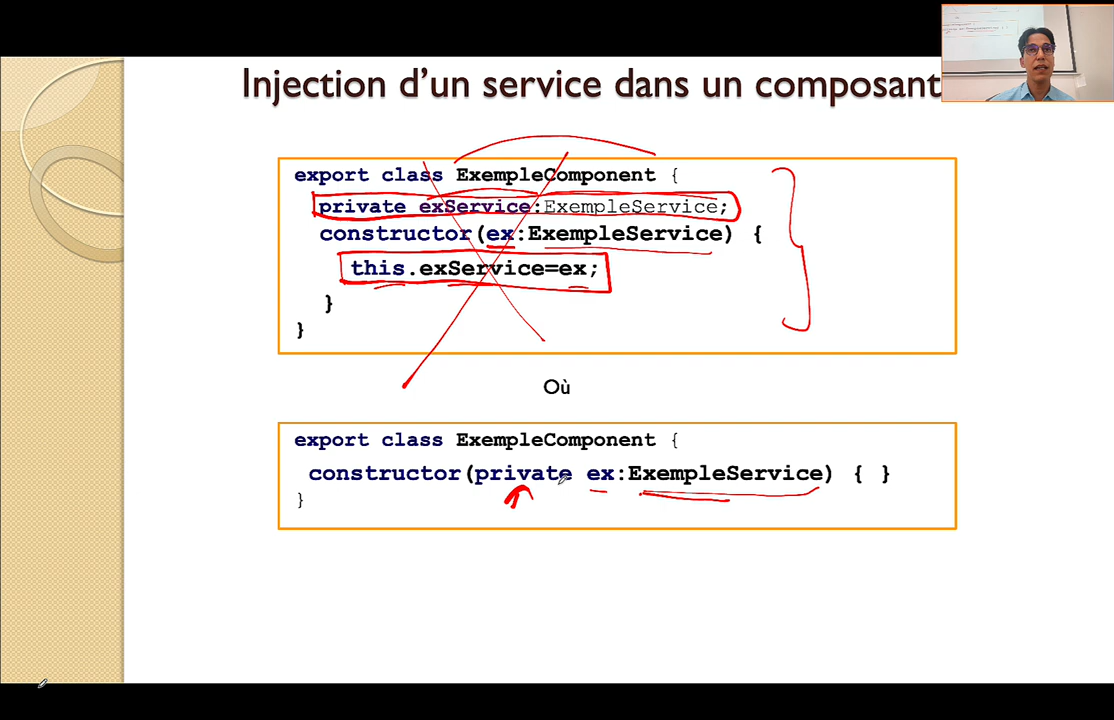 Injection d'un service dans un composant
export class ExempleComponent {
private exService:ExempleService;
constructor(ex:ExempleService) {
this.exService=ex;
}
}
Où
export class ExempleComponent {
constructor(private ex:ExempleService) { }
}